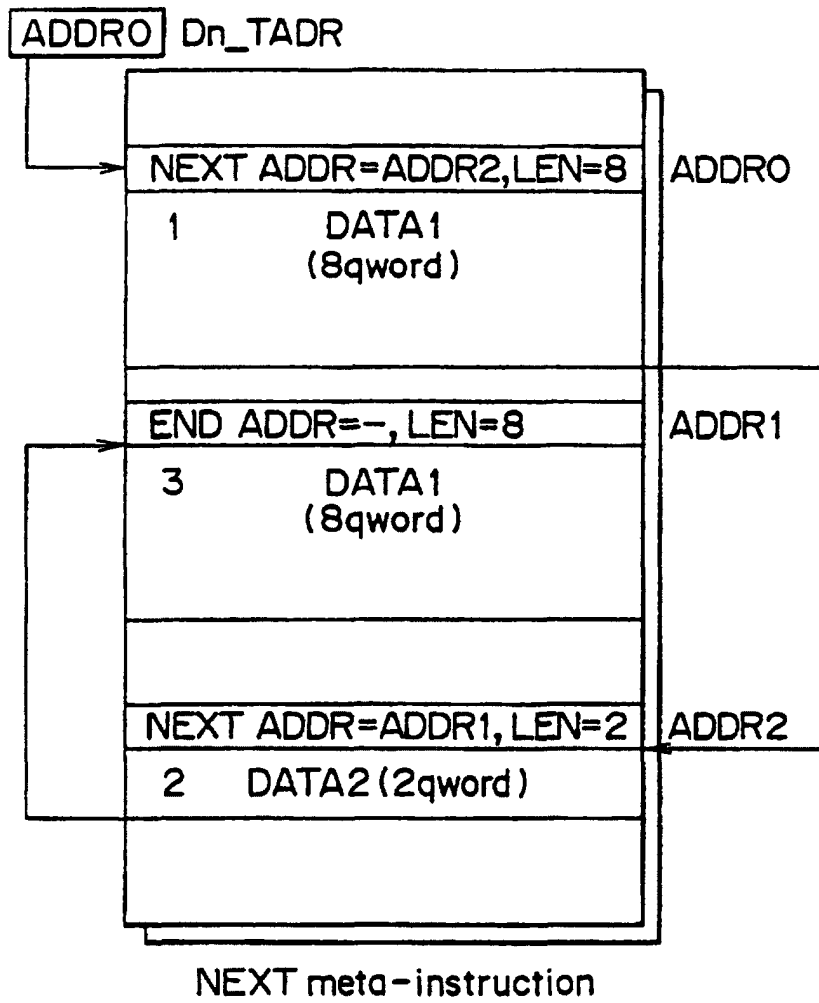 ADDR0 Dn_TADR
NEXT ADDR=ADDR2,LEN=8 ADDR0
1 DATA1
(8qword)
END ADDR=-, LEN=8 ADDR1
3 DATA1
(8qword)
NEXT ADDR=ADDR1, LEN=2 ADDR2
2 DATA2(2qword)
NEXT meta-instruction